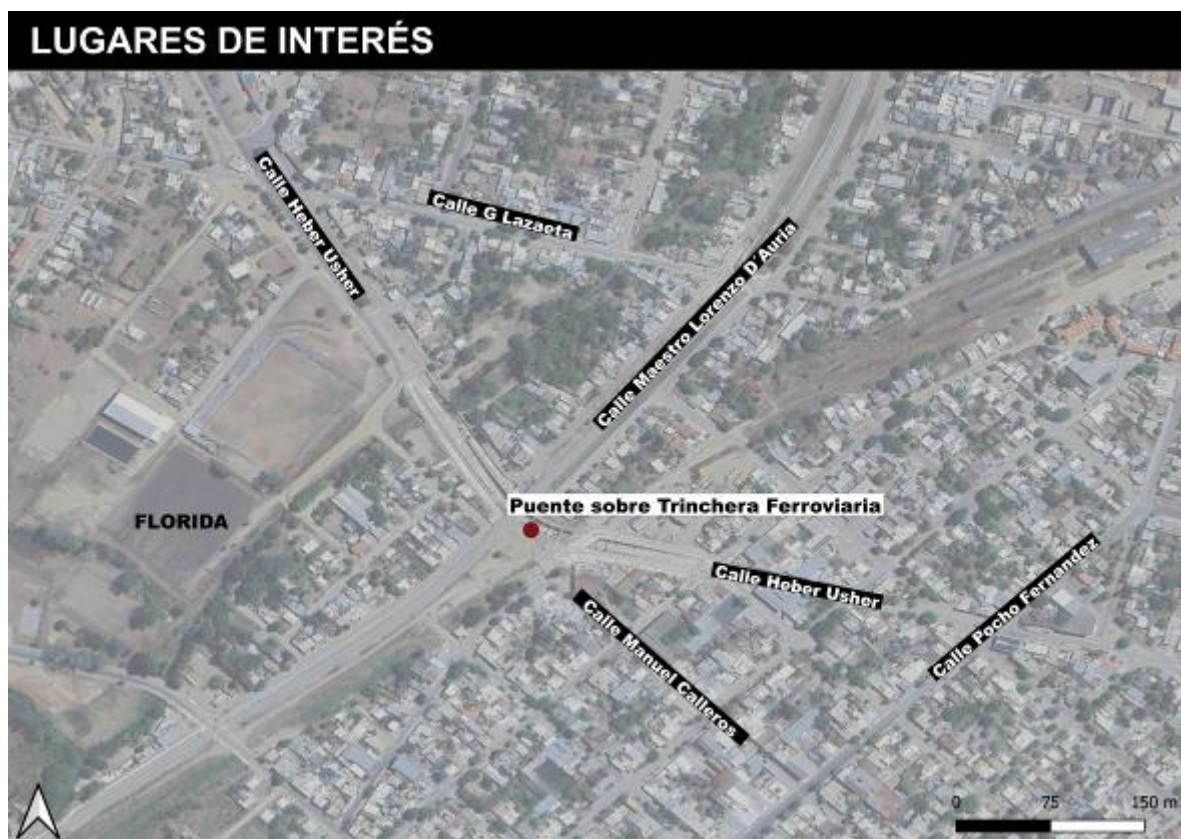 LUGARES DE INTERÉS
Calle Heber Usher
Calle G Lazaeta
Calle Maestro Lorenzo D'Auria
Puente sobre Trinchera Ferroviaria
FLORIDA
Calle Heber Usher
Calle Pocho Fernandez
Calle Manuel Calleros
0 75 150 m